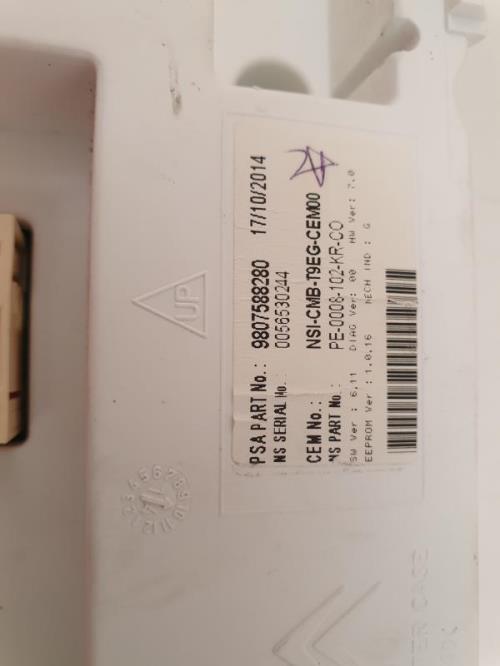 PSA PART No.: 9807588280 17/10/2014
NS SERIAL No.: 0056530244
CEM No.: NSI-CMB-T9EG-CEM00
NS PART No.: PE-0008-102-KR-CO
SW Ver : 6.11 DIAG Ver: 00 HW Ver: 7.0
EEPROM Ver : 1.0.16 MECH IND : G
UP
CASE